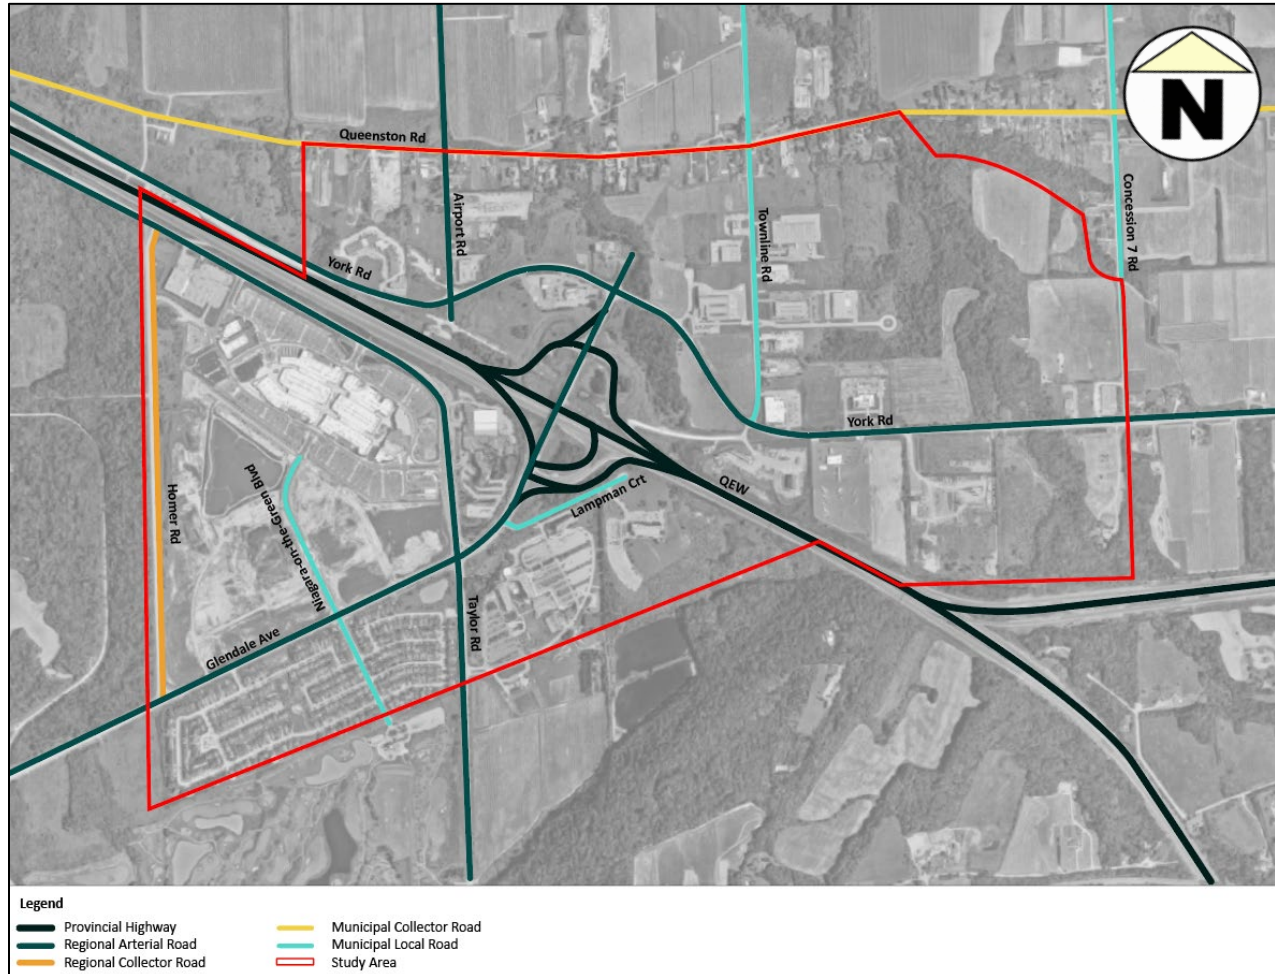 N
Queenston Rd
Airport Rd
Townline Rd
Concession 7 Rd
York Rd
York Rd
QEW
Lampman Crt
Homer Rd
Niagara-on-the-Green Blvd
Glendale Ave
Taylor Rd
Legend
Provincial Highway
Regional Arterial Road
Regional Collector Road
Municipal Collector Road
Municipal Local Road
Study Area